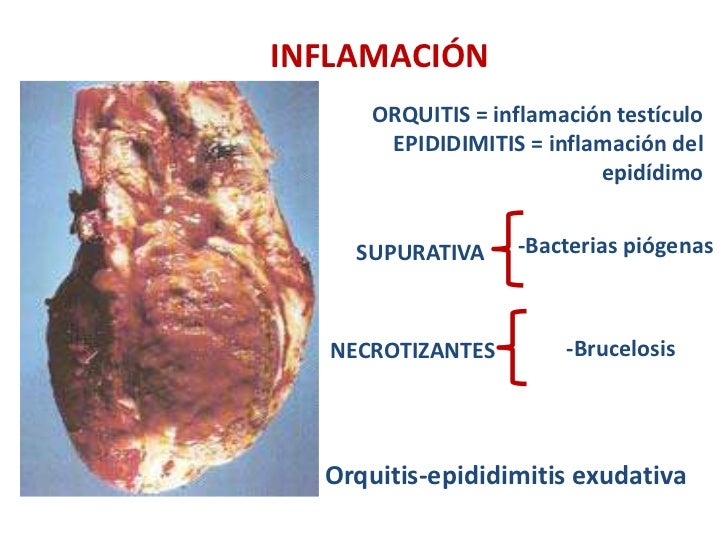 INFLAMACIÓN
ORQUITIS = inflamación testículo
EPIDIDIMITIS = inflamación del
epidídimo
SUPURATIVA -Bacterias piógenas
NECROTIZANTES -Brucelosis
Orquitis-epididimitis exudativa